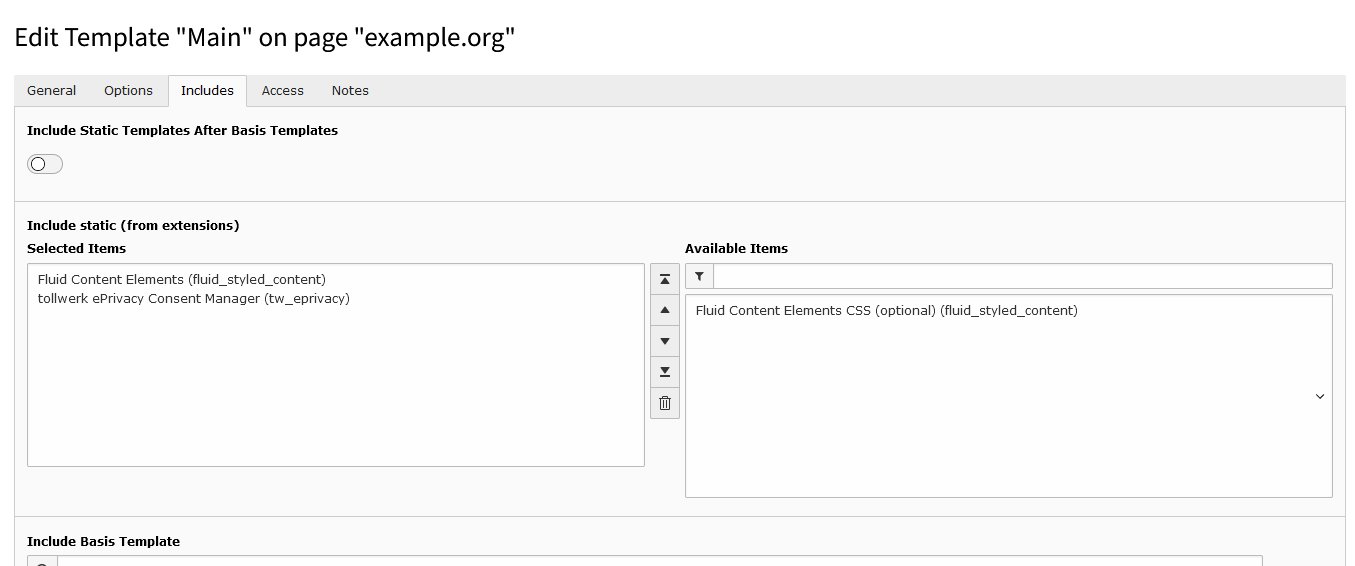 Edit Template "Main" on page "example.org"
General Options Includes Access Notes
Include Static Templates After Basis Templates
Include static (from extensions)
Selected Items
Fluid Content Elements (fluid_styled_content)
tollwerk ePrivacy Consent Manager (tw_eprivacy)
Available Items
Fluid Content Elements CSS (optional) (fluid_styled_content)
Include Basis Template